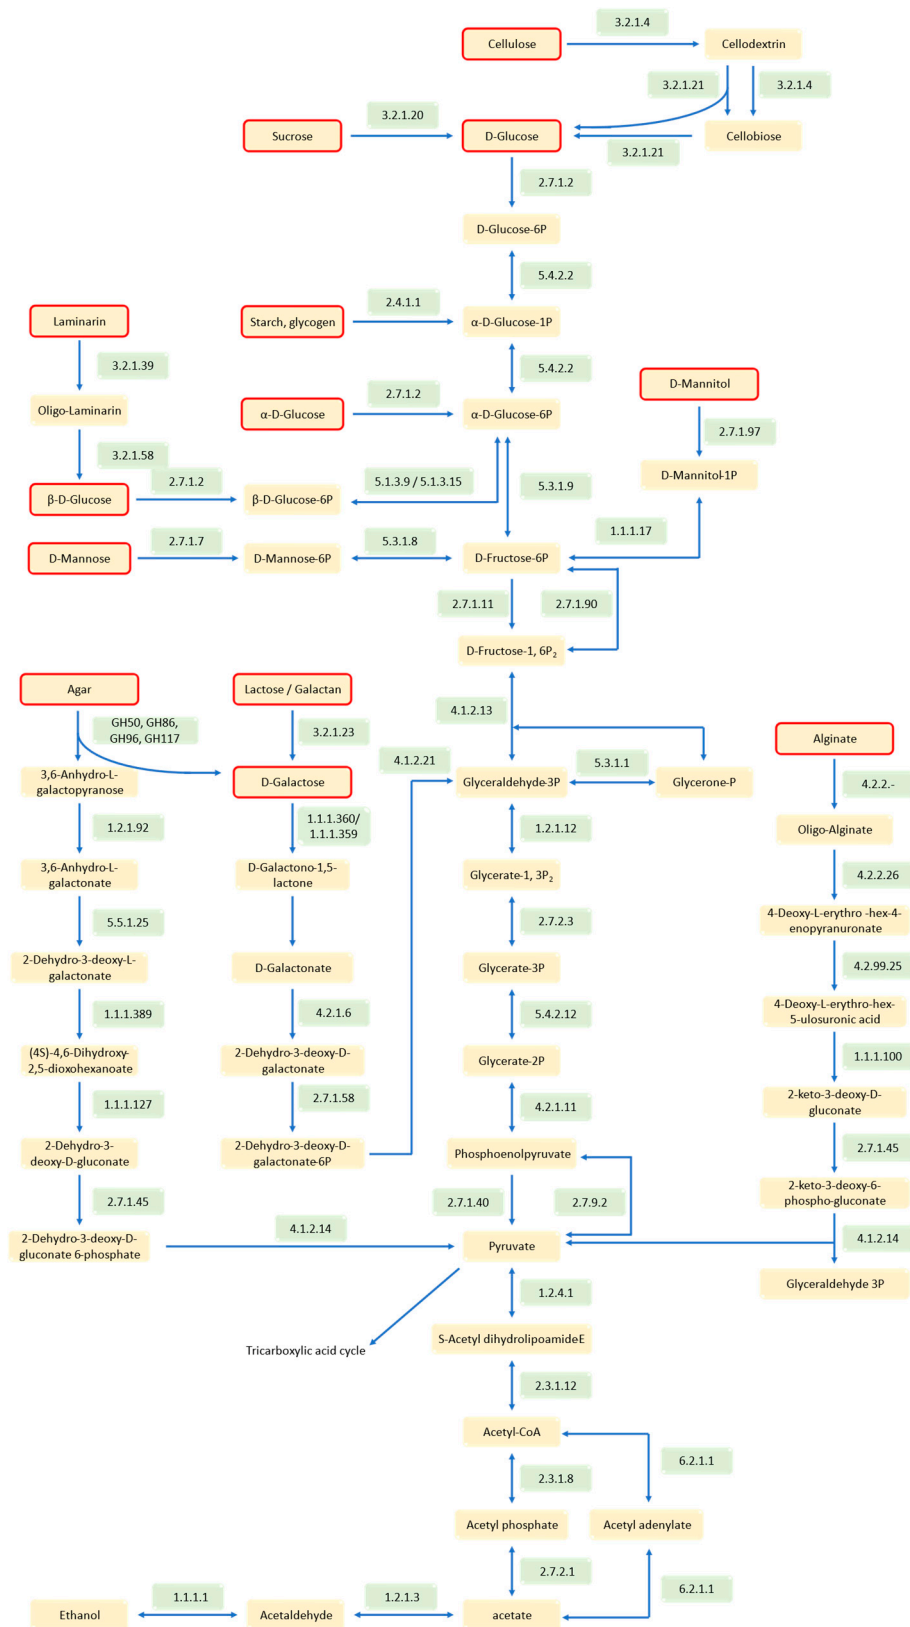 3.2.1.4
Cellulose
Cellodextrin
3.2.1.21
3.2.1.4
3.2.1.20
Sucrose
D-Glucose
Cellobiose
3.2.1.21
2.7.1.2
D-Glucose-6P
5.4.2.2
2.4.1.1
Laminarin
Starch, glycogen
α-D-Glucose-1P
3.2.1.39
5.4.2.2
D-Mannitol
2.7.1.2
Oligo-Laminarin
α-D-Glucose
α-D-Glucose-6P
2.7.1.97
3.2.1.58
2.7.1.2
5.1.3.9 / 5.1.3.15
5.3.1.9
D-Mannitol-1P
β-D-Glucose
β-D-Glucose-6P
1.1.1.17
2.7.1.7
5.3.1.8
D-Mannose
D-Mannose-6P
D-Fructose-6P
2.7.1.11
2.7.1.90
D-Fructose-1, 6P₂
Agar
Lactose / Galactan
4.1.2.13
GH50, GH86,
GH96, GH117
3.2.1.23
Alginate
4.1.2.21
5.3.1.1
3,6-Anhydro-L-
galactopyranose
D-Galactose
Glyceraldehyde-3P
Glycerone-P
4.2.2.-
1.2.1.92
1.1.1.360/
1.1.1.359
1.2.1.12
Oligo-Alginate
3,6-Anhydro-L-
galactonate
D-Galactono-1,5-
lactone
Glycerate-1, 3P₂
4.2.2.26
5.5.1.25
2.7.2.3
4-Deoxy-L-erythro -hex-4-
enopyranuronate
2-Dehydro-3-deoxy-L-
galactonate
D-Galactonate
Glycerate-3P
4.2.99.25
1.1.1.389
4.2.1.6
5.4.2.12
4-Deoxy-L-erythro-hex-
5-ulosuronic acid
(4S)-4,6-Dihydroxy-
2,5-dioxohexanoate
2-Dehydro-3-deoxy-D-
galactonate
Glycerate-2P
1.1.1.100
1.1.1.127
2.7.1.58
4.2.1.11
2-keto-3-deoxy-D-
gluconate
2-Dehydro-3-
deoxy-D-gluconate
2-Dehydro-3-deoxy-D-
galactonate-6P
Phosphoenolpyruvate
2.7.1.45
2.7.1.45
2.7.1.40
2.7.9.2
2-keto-3-deoxy-6-
phospho-gluconate
4.1.2.14
2-Dehydro-3-deoxy-D-
gluconate 6-phosphate
Pyruvate
4.1.2.14
1.2.4.1
Glyceraldehyde 3P
S-Acetyl dihydrolipoamideE
Tricarboxylic acid cycle
2.3.1.12
Acetyl-CoA
6.2.1.1
2.3.1.8
Acetyl phosphate
Acetyl adenylate
2.7.2.1
1.1.1.1
1.2.1.3
6.2.1.1
Ethanol
Acetaldehyde
acetate